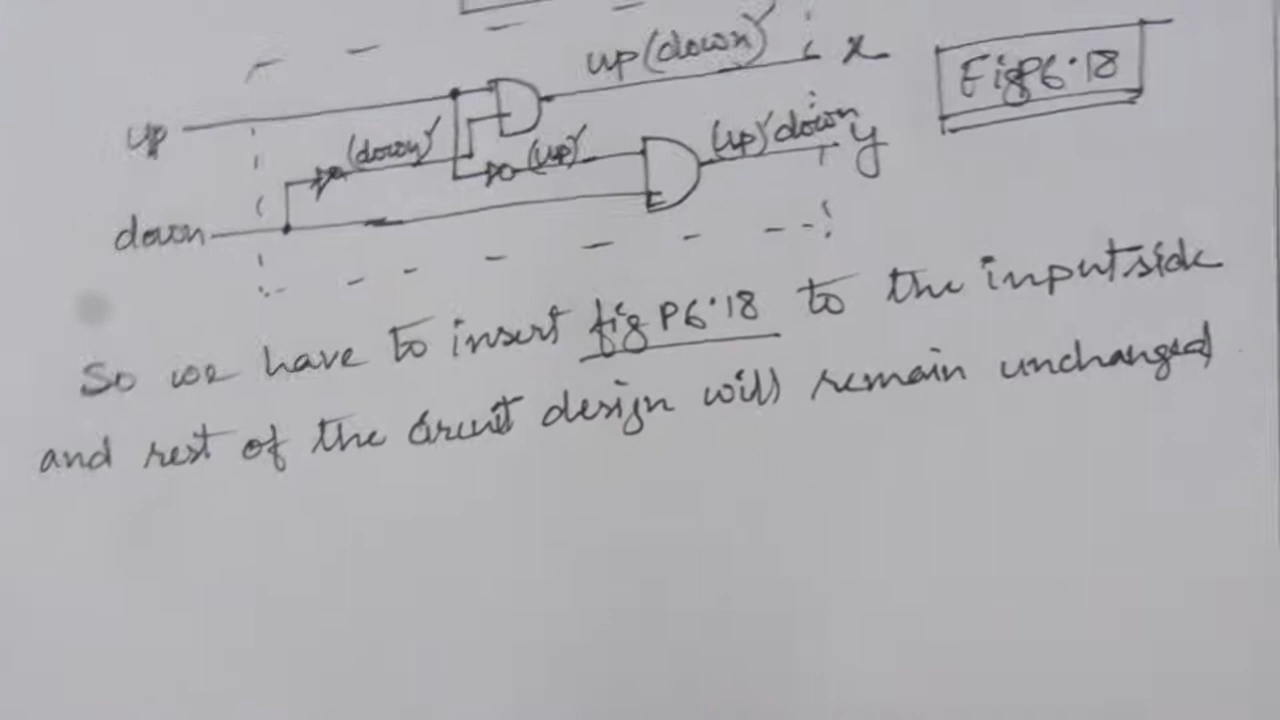 up(down)' x
Fig P6.18
up
(down)'
(up)'
(up)'down y
down
So we have to insert fig P6.18 to the inputside
and rest of the circuit design will remain unchanged